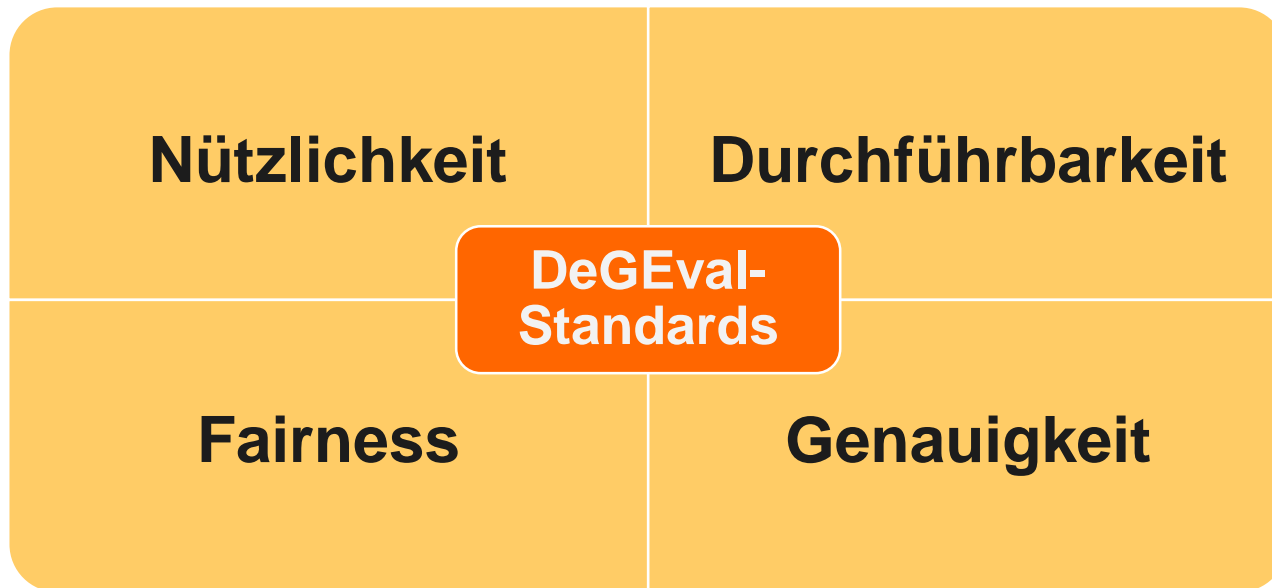 Nützlichkeit
Durchführbarkeit
DeGEval-
Standards
Fairness
Genauigkeit